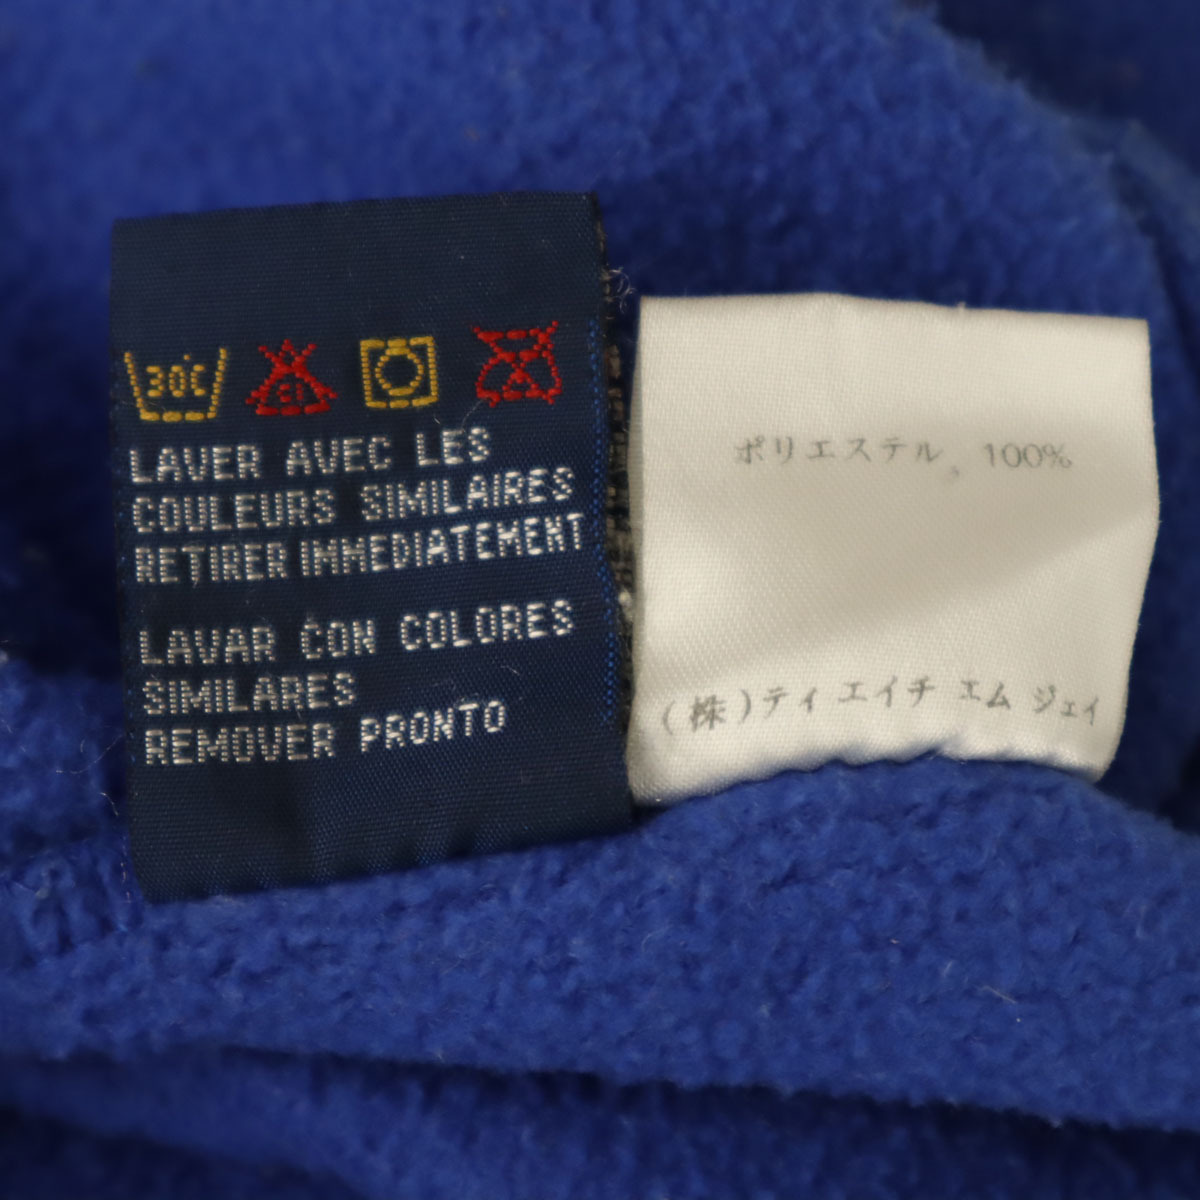 30°C
Cl
LAVER AVEC LES
COULEURS SIMILAIRES
RETIRER IMMEDIATEMENT
LAVAR CON COLORES
SIMILARES
REMOVER PRONTO
ポリエステル, 100%
(株)ティ エイチ エム ジェイ